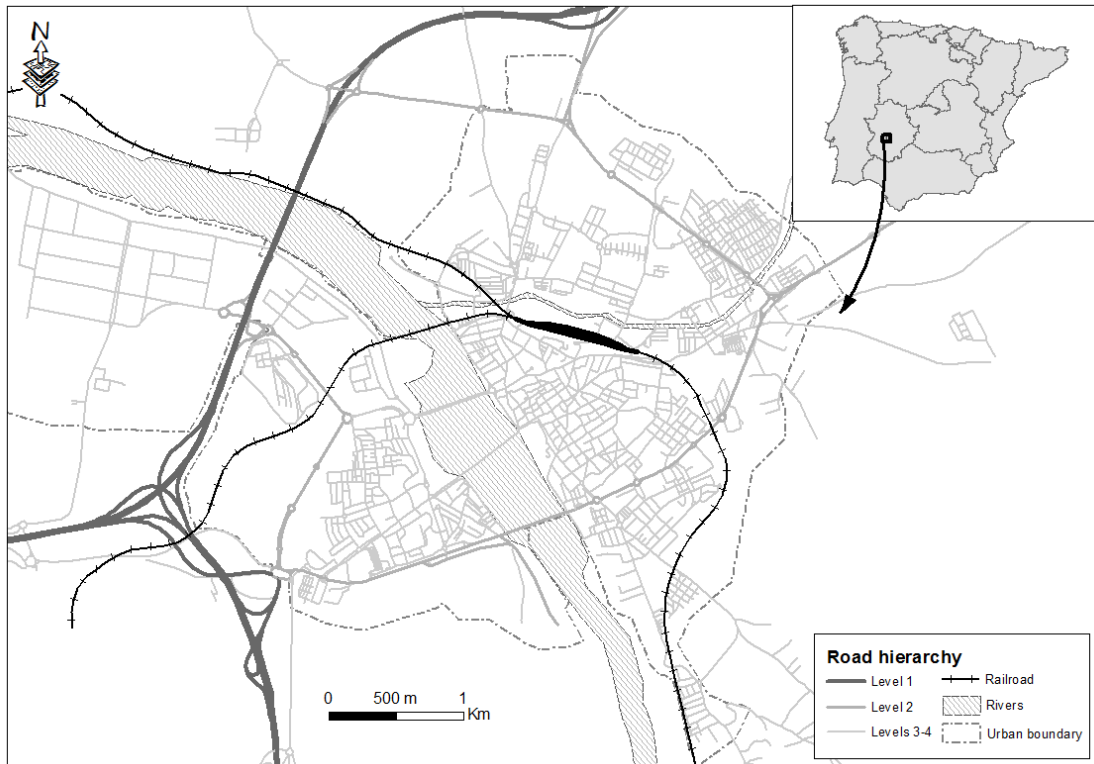 N
0 500 m 1
Km
Road hierarchy
Level 1
Level 2
Levels 3-4
Railroad
Rivers
Urban boundary